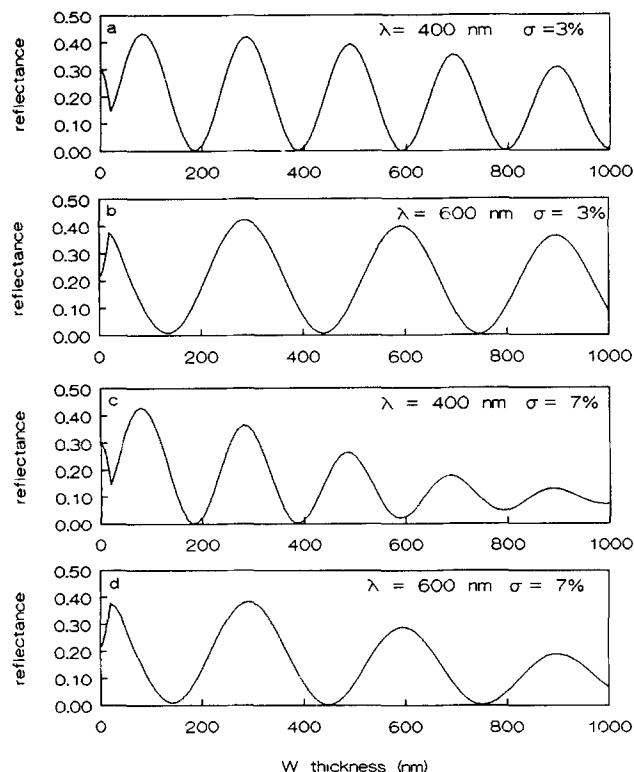 0.50
a
λ= 400 nm σ =3%
0.40
0.30
0.20
0.10
0.00
reflectance
0 200 400 600 800 1000
0.50
b
λ = 600 nm σ = 3%
0.40
0.30
0.20
0.10
0.00
reflectance
0 200 400 600 800 1000
0.50
c
λ = 400 nm σ = 7%
0.40
0.30
0.20
0.10
0.00
reflectance
0 200 400 600 800 1000
0.50
d
λ = 600 nm σ = 7%
0.40
0.30
0.20
0.10
0.00
reflectance
0 200 400 600 800 1000
W thickness (nm)